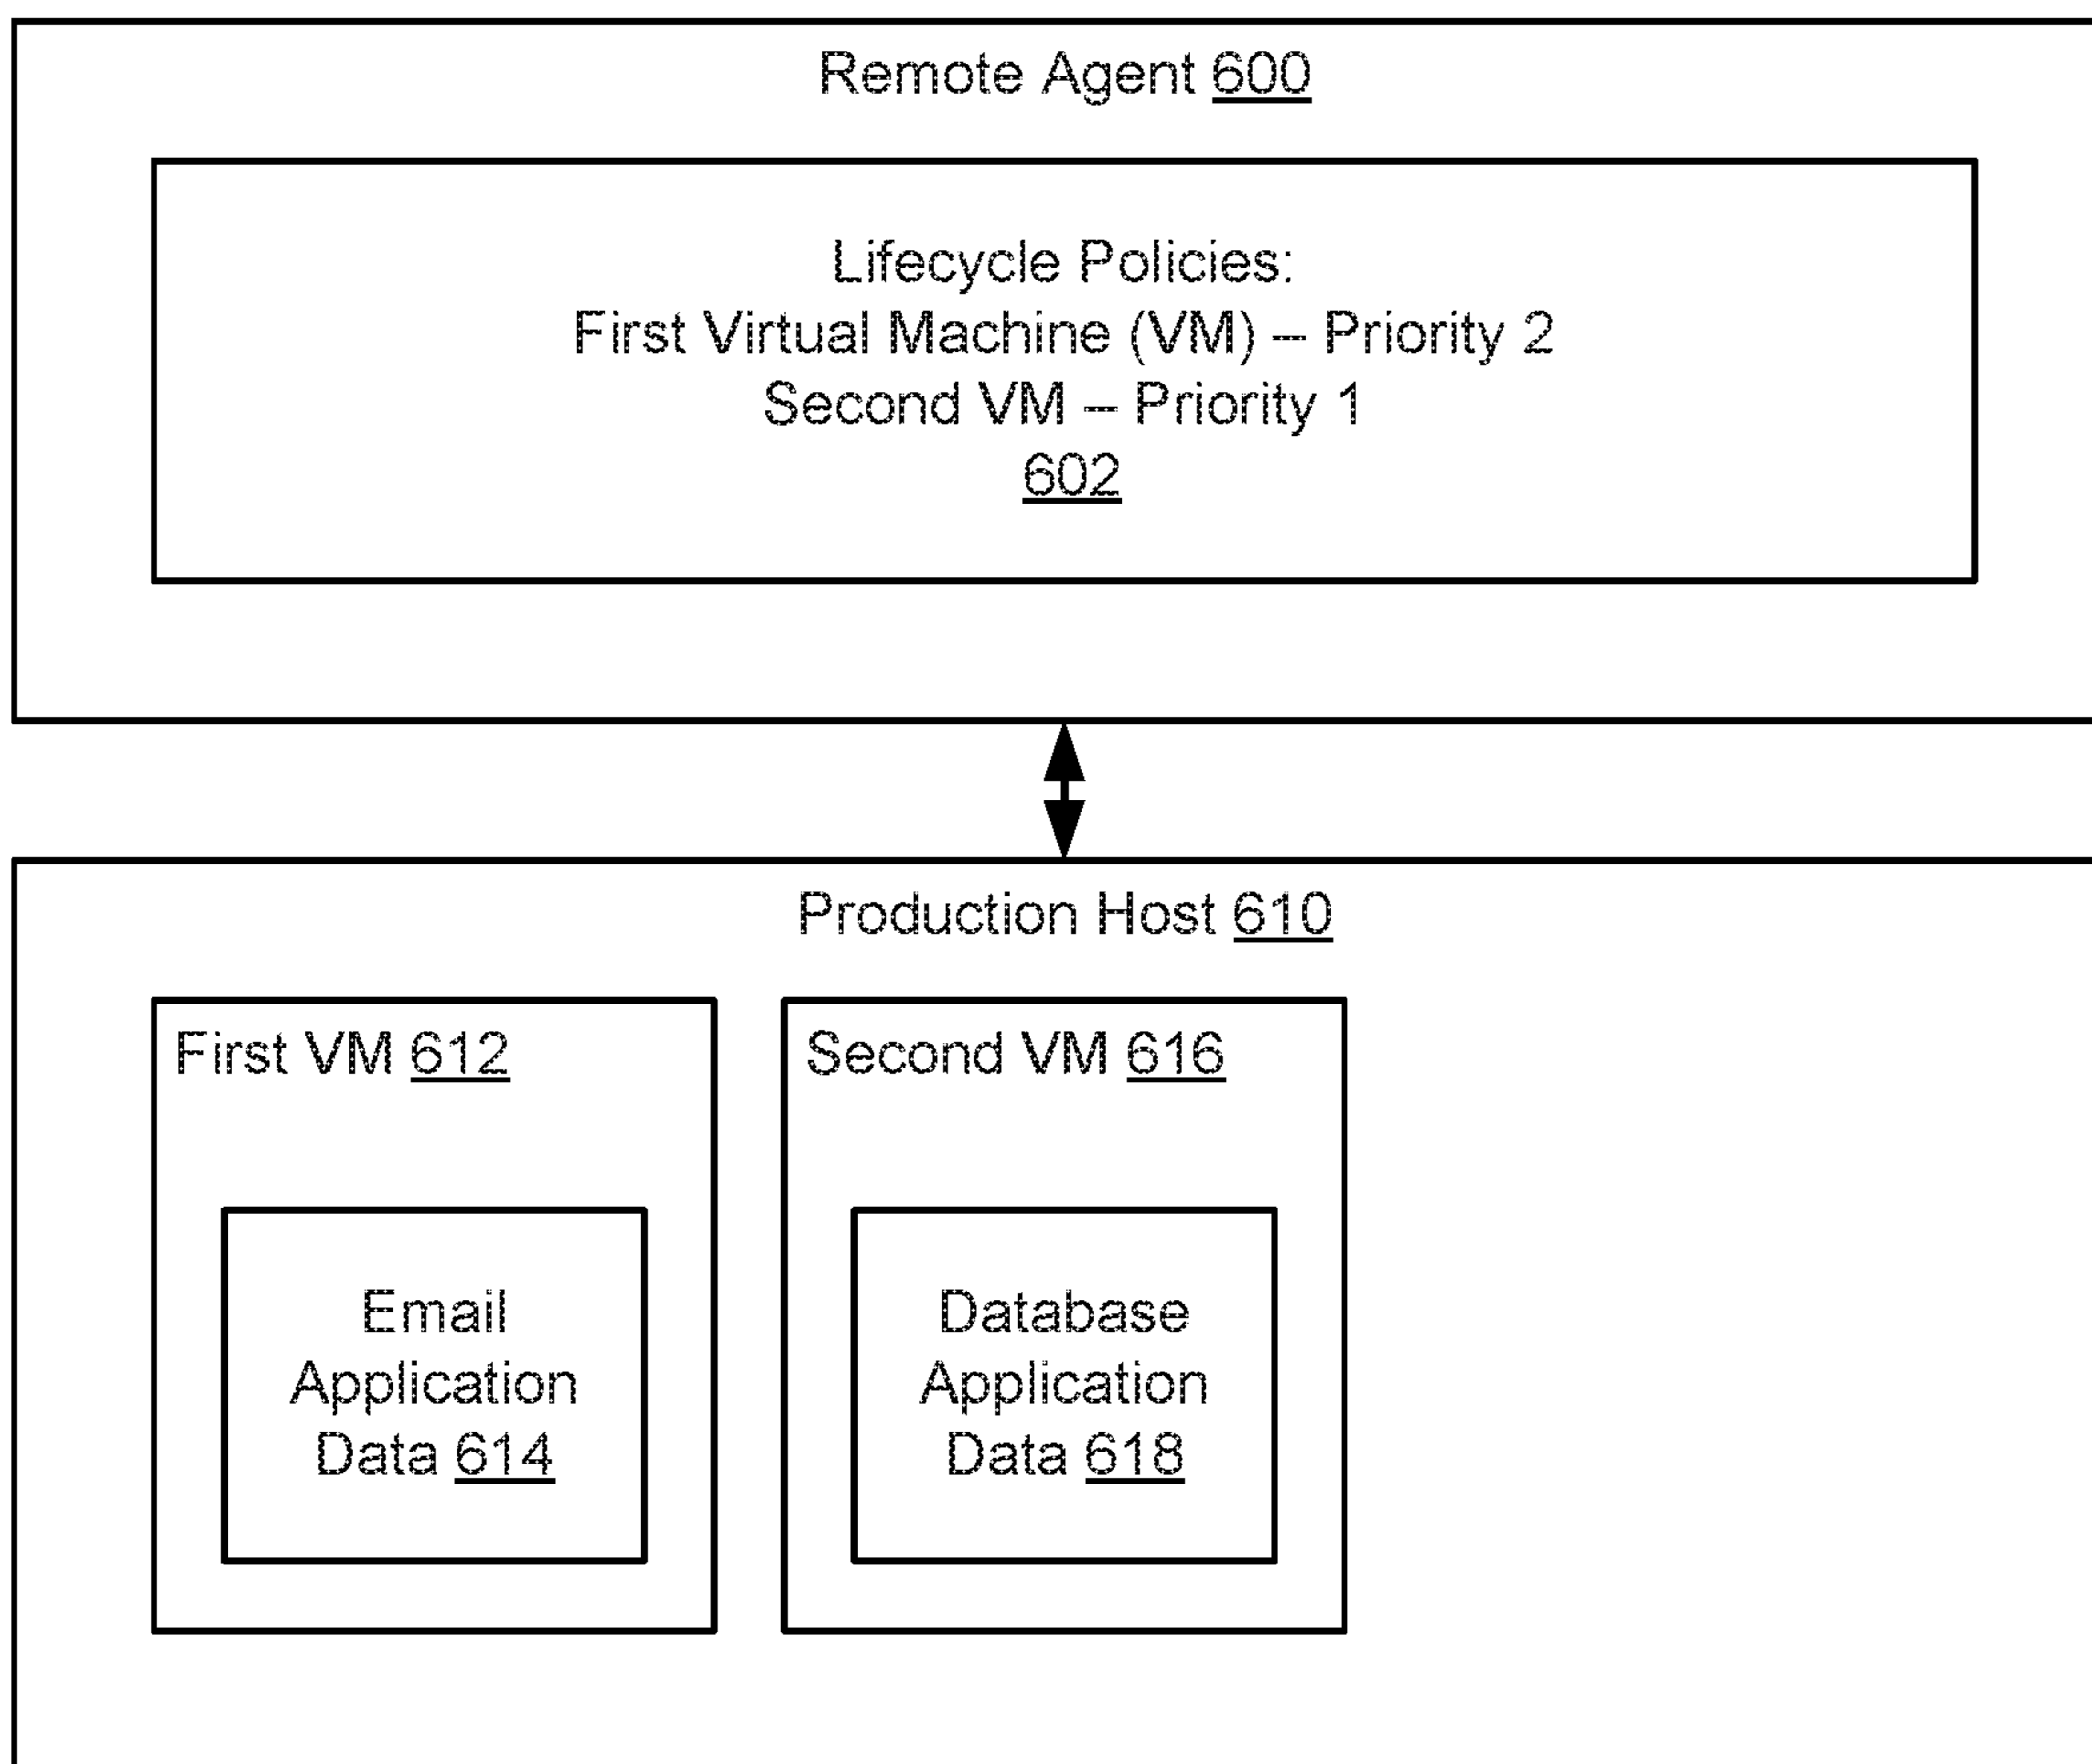 Remote Agent 600
Lifecycle Policies:
First Virtual Machine (VM) – Priority 2
Second VM – Priority 1
602
Production Host 610
First VM 612
Email
Application
Data 614
Second VM 616
Database
Application
Data 618